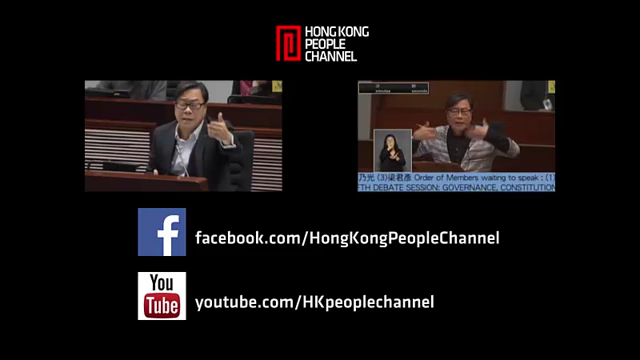 HONG KONG
PEOPLE
CHANNEL
乃光 (3)梁君彥 Order of Members waiting to speak : (1)
TH DEBATE SESSION: GOVERNANCE, CONSTITUTION
facebook.com/HongKongPeopleChannel
You
Tube
youtube.com/HKpeoplechannel